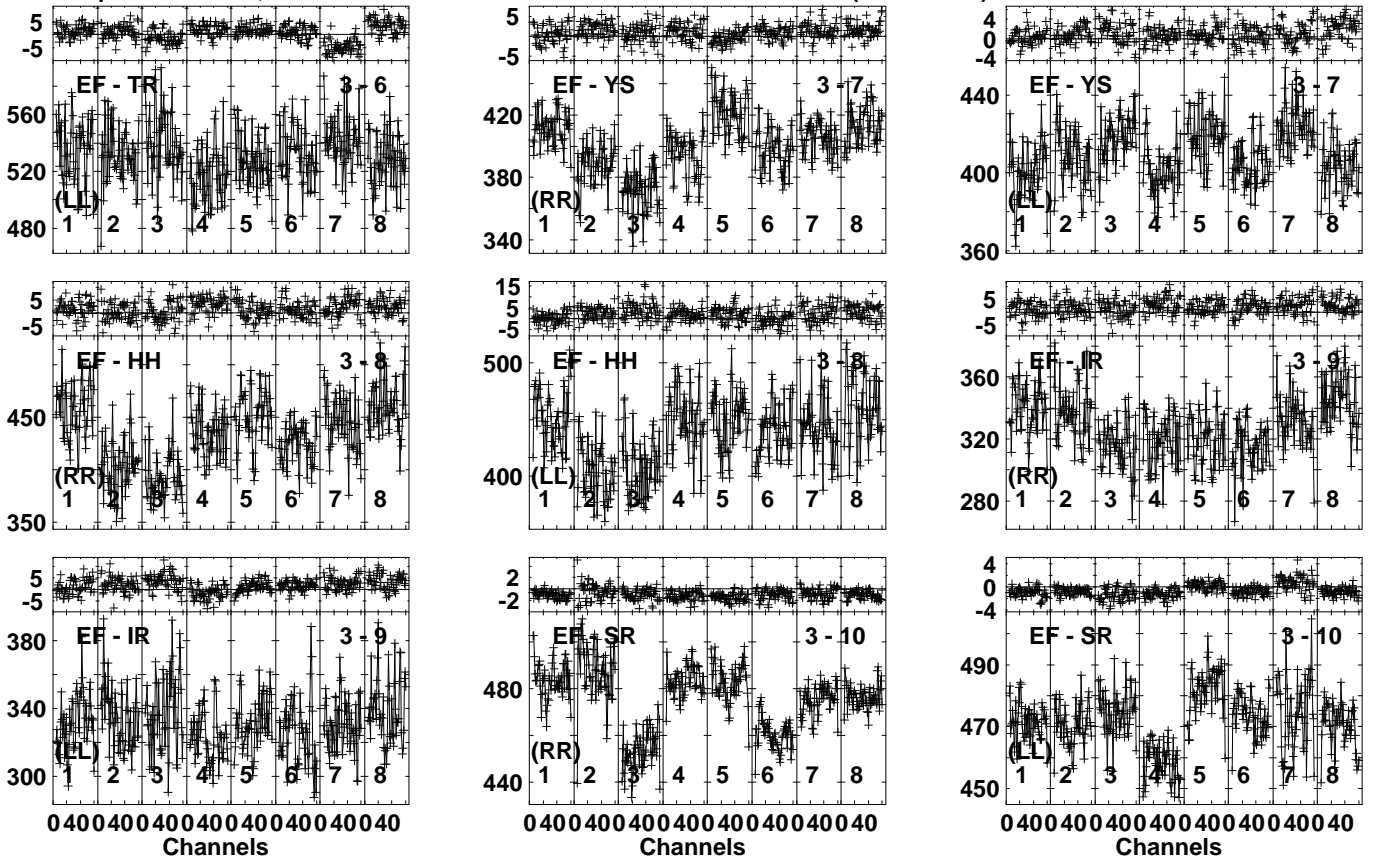 5
-5
EF - TR 3 - 6
560
520
480
(LL)
1 2 3 4 5 6 7 8
5
-5
EF - YS 3 - 7
420
380
340
(RR)
1 2 3 4 5 6 7 8
4
0
-4
EF - YS 3 - 7
440
400
360
(LL)
1 2 3 4 5 6 7 8
5
-5
EF - HH 3 - 8
450
350
(RR)
1 2 3 4 5 6 7 8
15
5
-5
EF - HH 3 - 8
500
400
(LL)
1 2 3 4 5 6 7 8
5
-5
EF - IR 3 - 9
360
320
280
(RR)
1 2 3 4 5 6 7 8
5
-5
EF - IR 3 - 9
380
340
300
(LL)
1 2 3 4 5 6 7 8
0 40 0 40 0 40 0 40 0 40 0 40 0 40 0 40
Channels
2
-2
EF - SR 3 - 10
480
440
(RR)
1 2 3 4 5 6 7 8
0 40 0 40 0 40 0 40 0 40 0 40 0 40 0 40
Channels
4
0
-4
EF - SR 3 - 10
490
470
450
(LL)
1 2 3 4 5 6 7 8
0 40 0 40 0 40 0 40 0 40 0 40 0 40 0 40
Channels